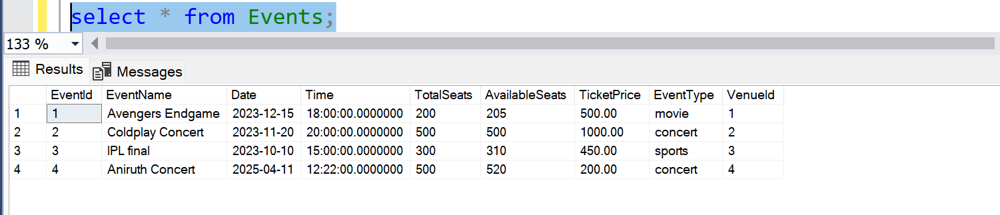 select * from Events;
133 %
Results Messages
EventId EventName Date Time TotalSeats AvailableSeats TicketPrice EventType VenueId
1 1 Avengers Endgame 2023-12-15 18:00:00.0000000 200 205 500.00 movie 1
2 2 Coldplay Concert 2023-11-20 20:00:00.0000000 500 500 1000.00 concert 2
3 3 IPL final 2023-10-10 15:00:00.0000000 300 310 450.00 sports 3
4 4 Aniruth Concert 2025-04-11 12:22:00.0000000 500 520 200.00 concert 4